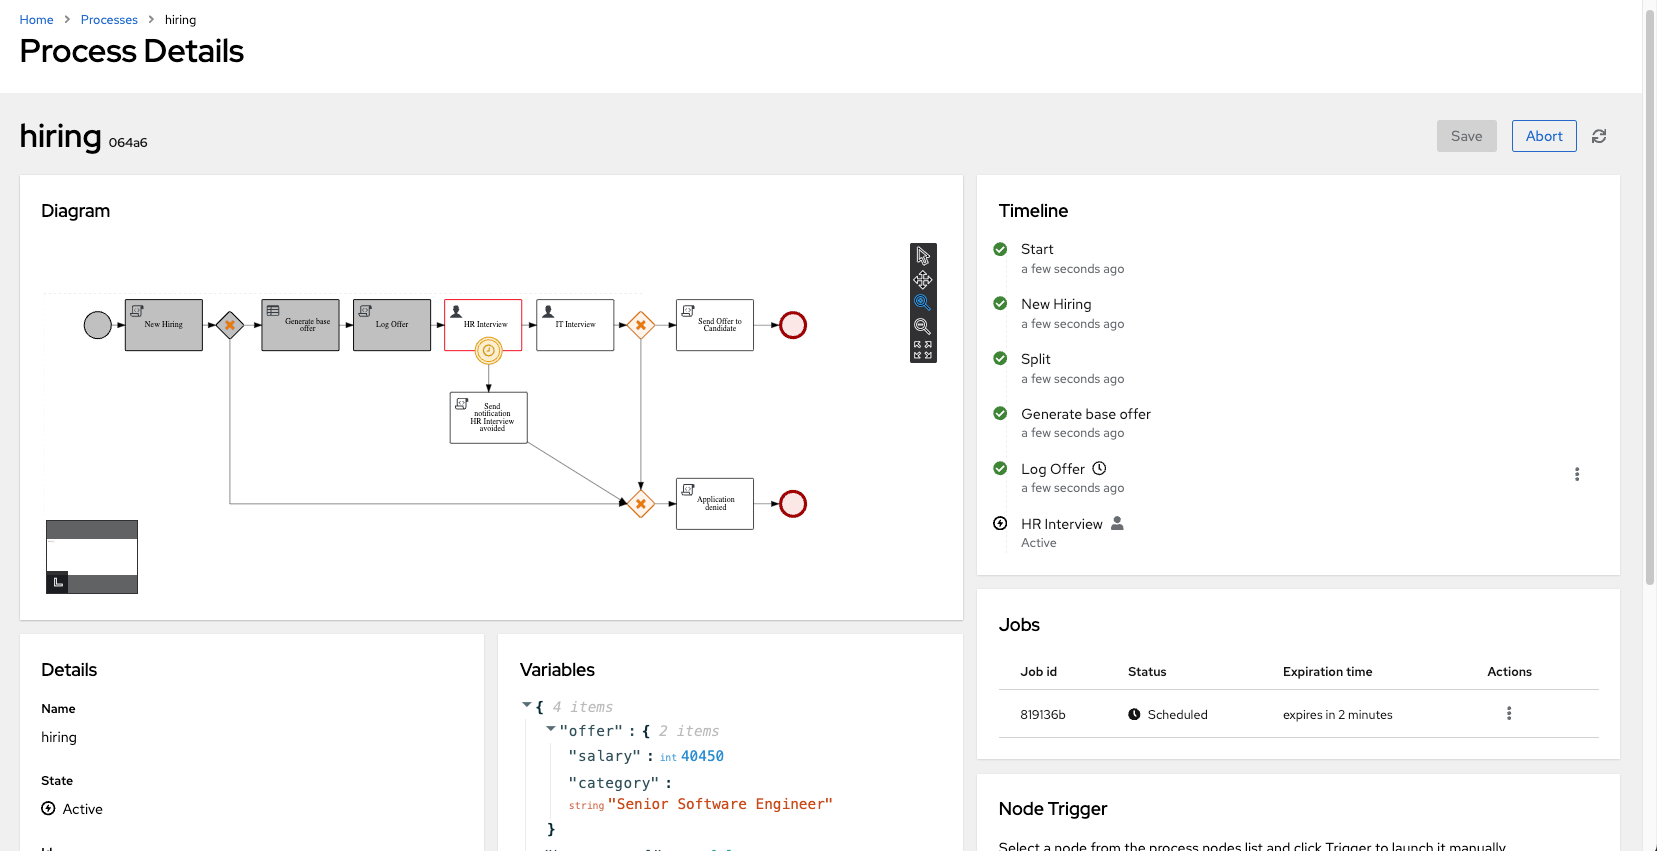 Home > Processes > hiring
Process Details
hiring 064a6
Save
Abort
Diagram
New Hiring
Generate base
offer
Log Offer
HR Interview
IT Interview
Send Offer to
Candidate
Send
notification
HR Interview
avoided
Application
denied
Timeline
Start
a few seconds ago
New Hiring
a few seconds ago
Split
a few seconds ago
Generate base offer
a few seconds ago
Log Offer
a few seconds ago
HR Interview
Active
Jobs
Job id Status Expiration time Actions
819136b Scheduled expires in 2 minutes
Details
Name
hiring
State
Active
Variables
{ 4 items
"offer" : { 2 items
"salary" : int 40450
"category" :
string "Senior Software Engineer"
}
Node Trigger
Select a node from the process nodes list and click Trigger to launch it manually